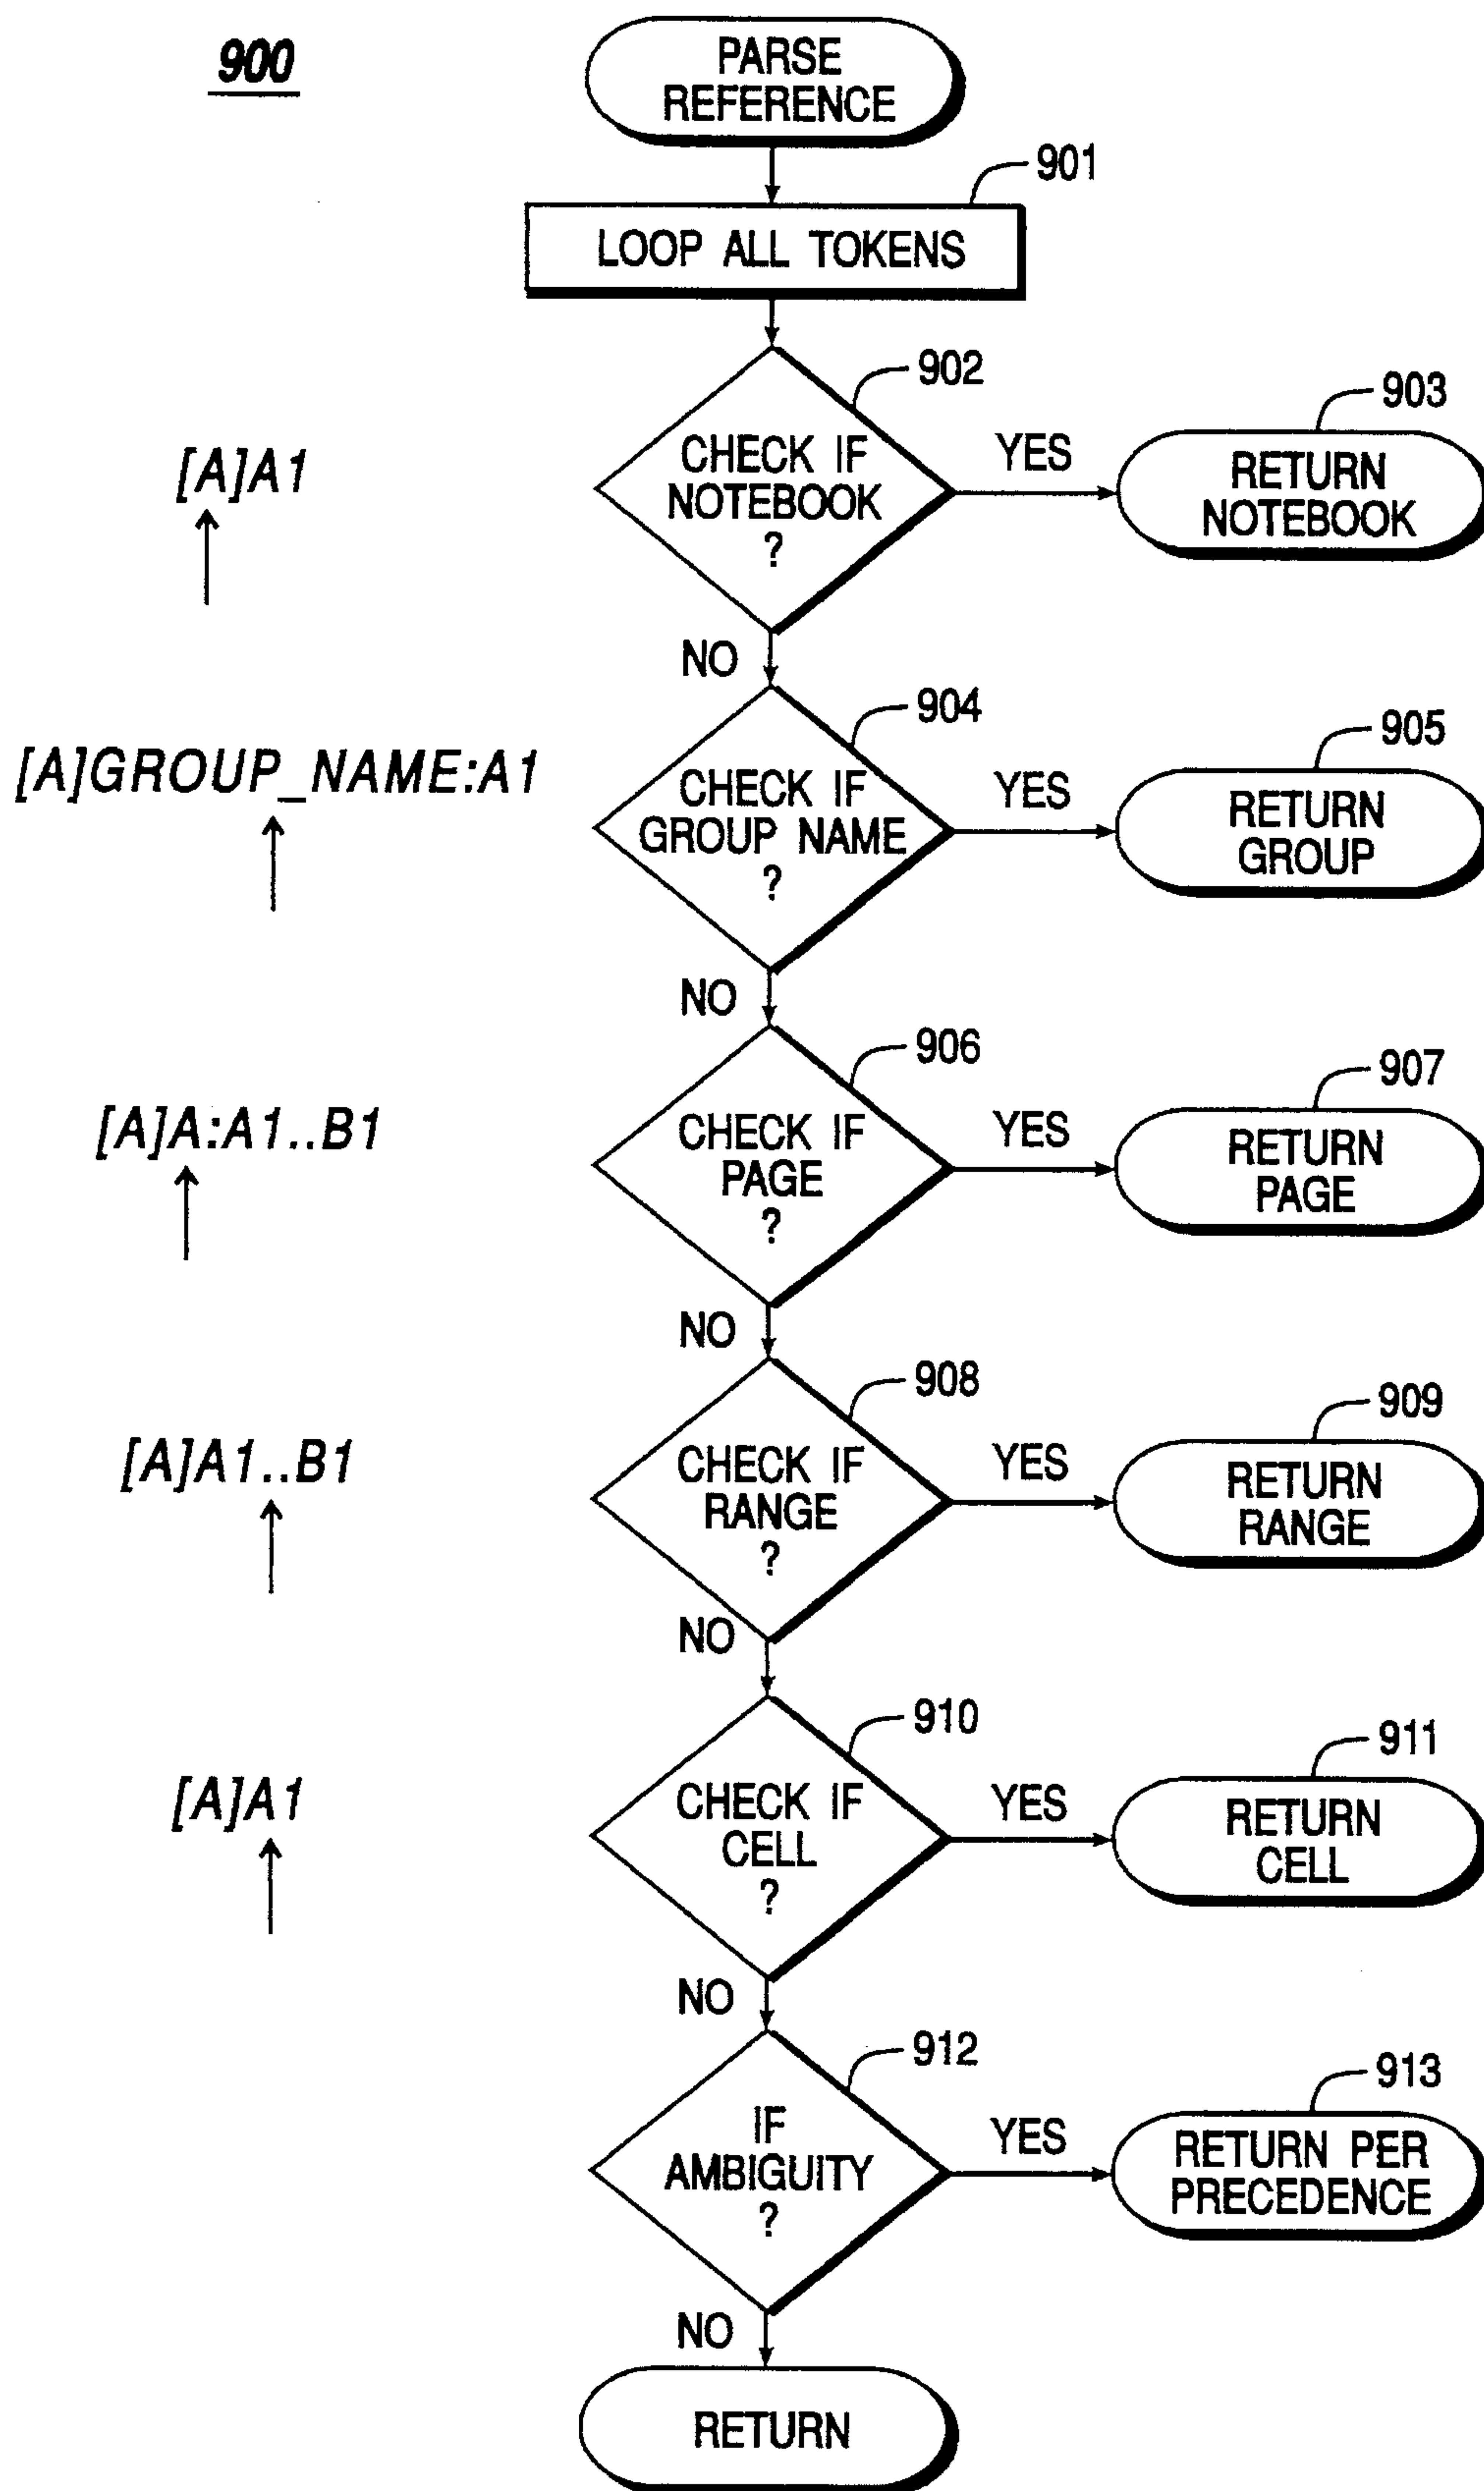 900
PARSE
REFERENCE
901
LOOP ALL TOKENS
902
903
[A]A1
CHECK IF
NOTEBOOK
?
YES
RETURN
NOTEBOOK
NO
904
905
[A]GROUP_NAME:A1
CHECK IF
GROUP NAME
?
YES
RETURN
GROUP
NO
906
907
[A]A:A1..B1
CHECK IF
PAGE
?
YES
RETURN
PAGE
NO
908
909
[A]A1..B1
CHECK IF
RANGE
?
YES
RETURN
RANGE
NO
910
911
[A]A1
CHECK IF
CELL
?
YES
RETURN
CELL
NO
912
913
IF
AMBIGUITY
?
YES
RETURN PER
PRECEDENCE
NO
RETURN